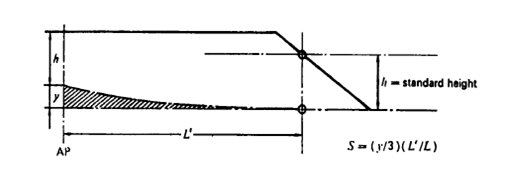 h
h = standard height
y
L'
AP
S = (y/3) (L'/L)